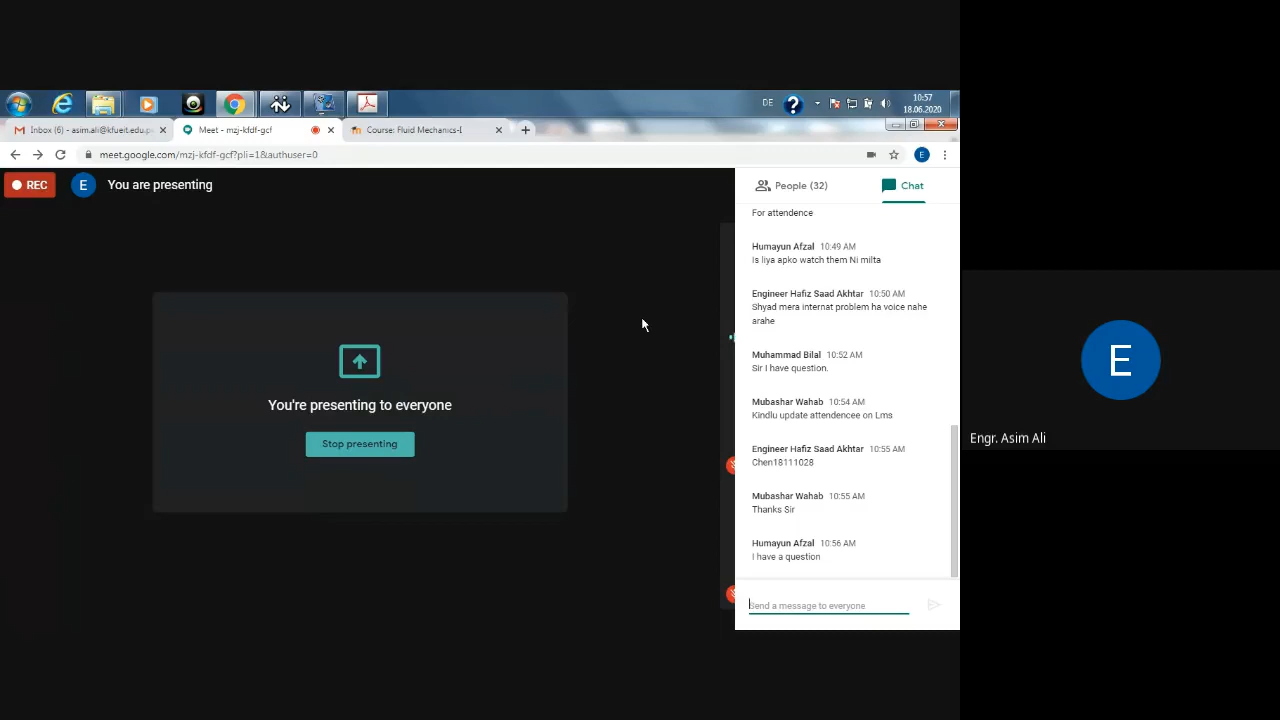 DE
10:57
18.06.2020
Inbox (6) - asim.ali@kfueit.edu.p
Meet - mzj-kfdf-gcf
Course: Fluid Mechanics-I
meet.google.com/mzj-kfdf-gcf?pli=1&authuser=0
E
REC
E
You are presenting
People (32)
Chat
For attendence
Humayun Afzal 10:49 AM
Is liya apko watch them Ni milta
Engineer Hafiz Saad Akhtar 10:50 AM
Shyad mera internat problem ha voice nahe
arahe
Muhammad Bilal 10:52 AM
Sir I have question.
Mubashar Wahab 10:54 AM
Kindlu update attendencee on Lms
Engineer Hafiz Saad Akhtar 10:55 AM
Chen18111028
Mubashar Wahab 10:55 AM
Thanks Sir
Humayun Afzal 10:56 AM
I have a question
Send a message to everyone
You're presenting to everyone
Stop presenting
E
Engr. Asim Ali